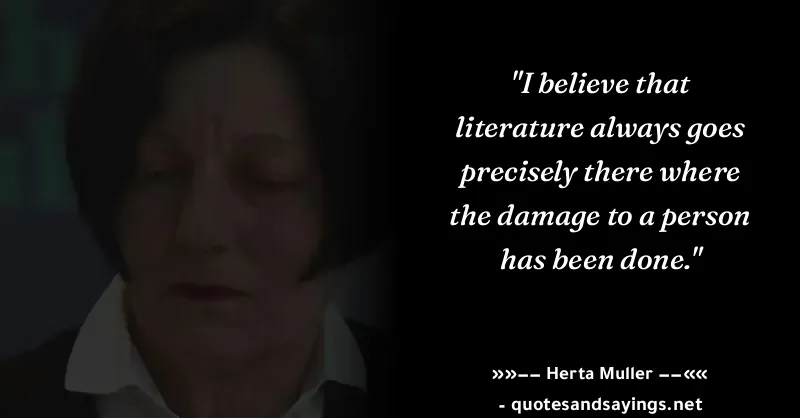 "I believe that
literature always goes
precisely there where
the damage to a person
has been done."
»»–– Herta Muller ––««
- quotesandsayings.net